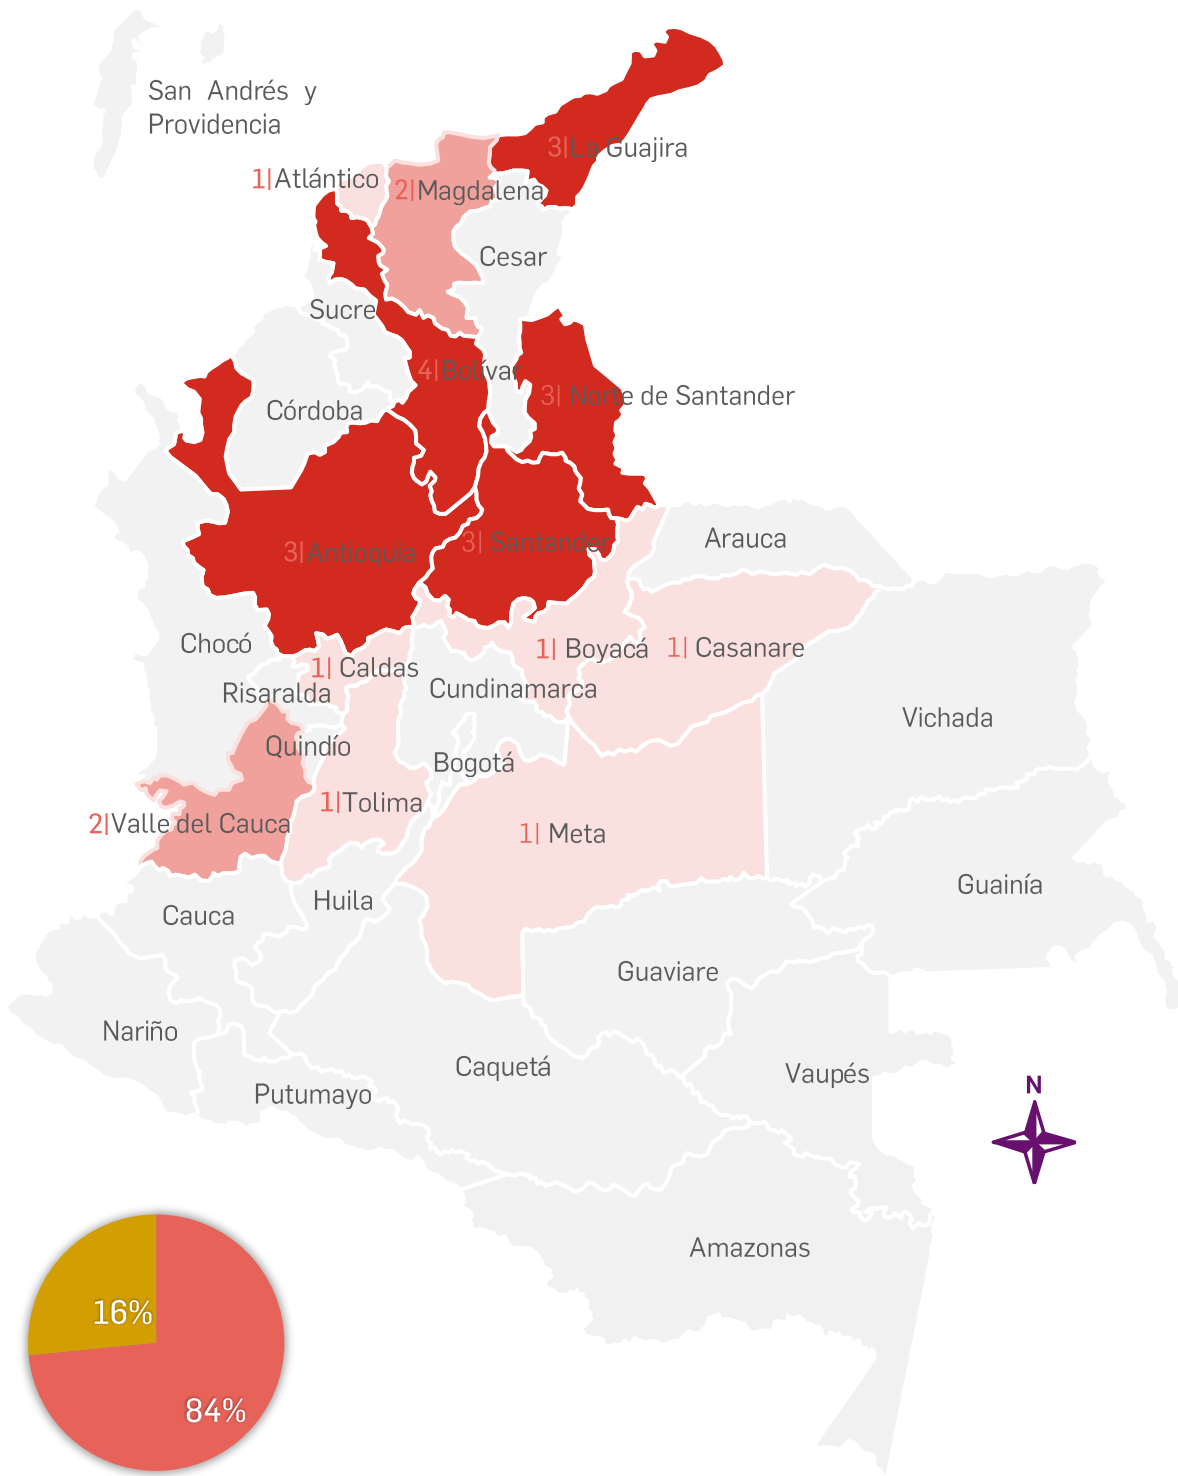 San Andrés y
Providencia
3|La Guajira
1|Atlántico
2|Magdalena
Cesar
Sucre
4|Bolívar
3| Norte de Santander
Córdoba
Arauca
3|Antioquia
3| Santander
Chocó
1| Boyacá
1| Casanare
1| Caldas
Risaralda
Cundinamarca
Vichada
Quindío
Bogotá
1|Tolima
2|Valle del Cauca
1| Meta
Guainía
Huila
Cauca
Guaviare
Nariño
Caquetá
Vaupés
N
Putumayo
Amazonas
16%
84%